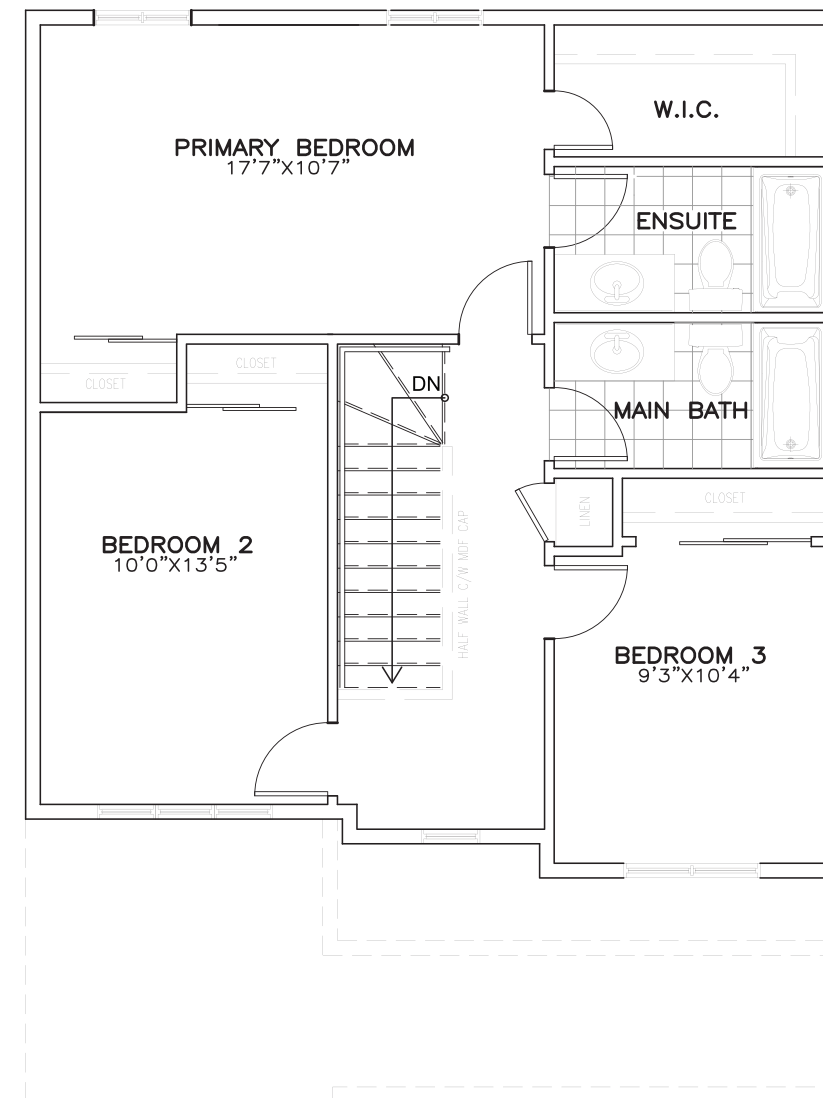 W.I.C.
PRIMARY BEDROOM
17'7"X10'7"
ENSUITE
CLOSET
CLOSET
DN
MAIN BATH
CLOSET
LINEN
HALF WALL C/W MDF CAP
BEDROOM 2
10'0"X13'5"
BEDROOM 3
9'3"X10'4"